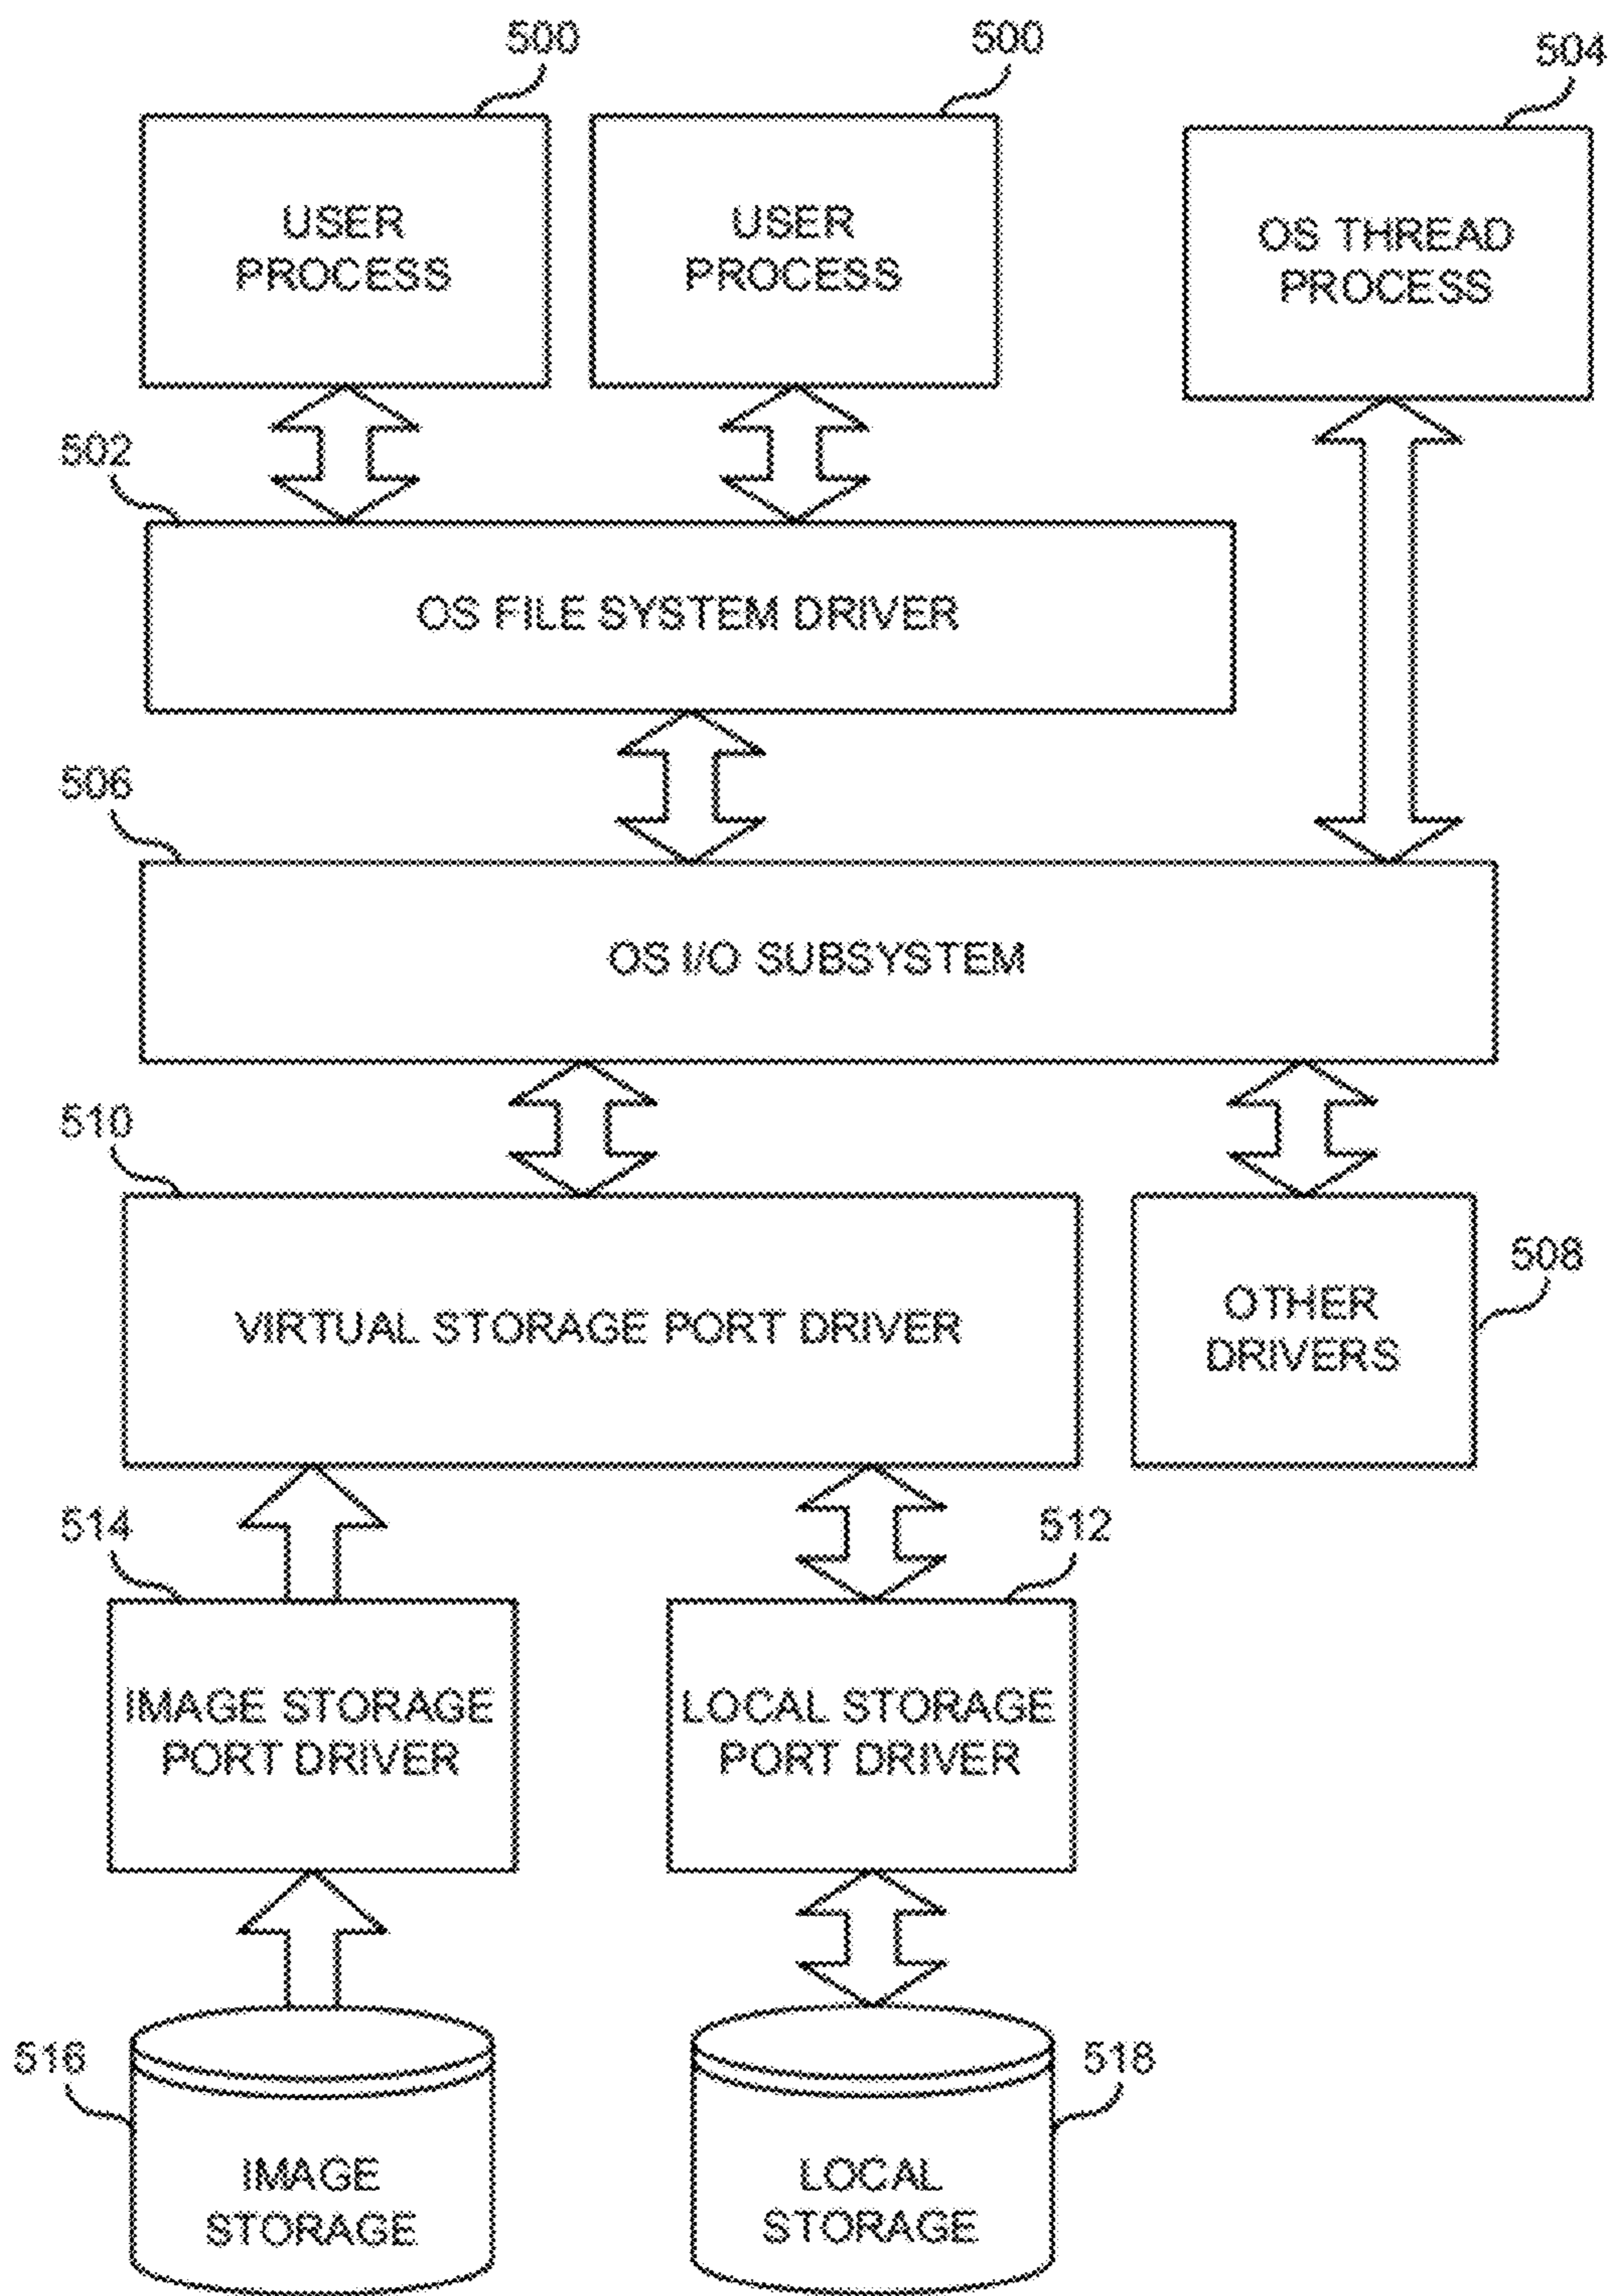 500
500
504
USER
PROCESS
USER
PROCESS
OS THREAD
PROCESS
502
OS FILE SYSTEM DRIVER
506
OS I/O SUBSYSTEM
510
VIRTUAL STORAGE PORT DRIVER
OTHER
DRIVERS
508
514
512
IMAGE STORAGE
PORT DRIVER
LOCAL STORAGE
PORT DRIVER
516
IMAGE
STORAGE
LOCAL
STORAGE
518